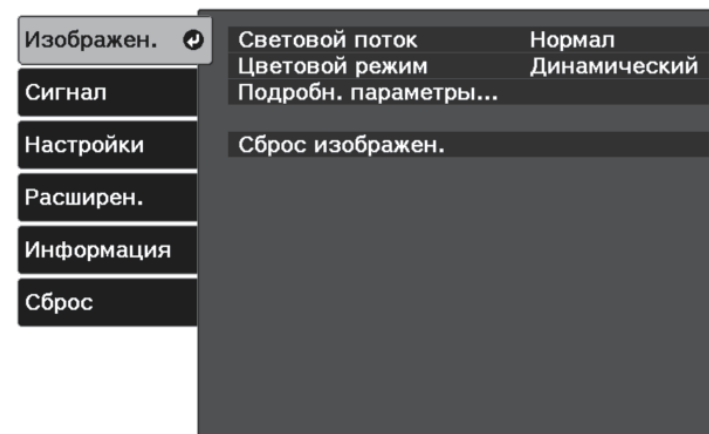 Изображен.
Сигнал
Настройки
Расширен.
Информация
Сброс
Световой поток Нормал
Цветовой режим Динамический
Подробн. параметры...
Сброс изображен.